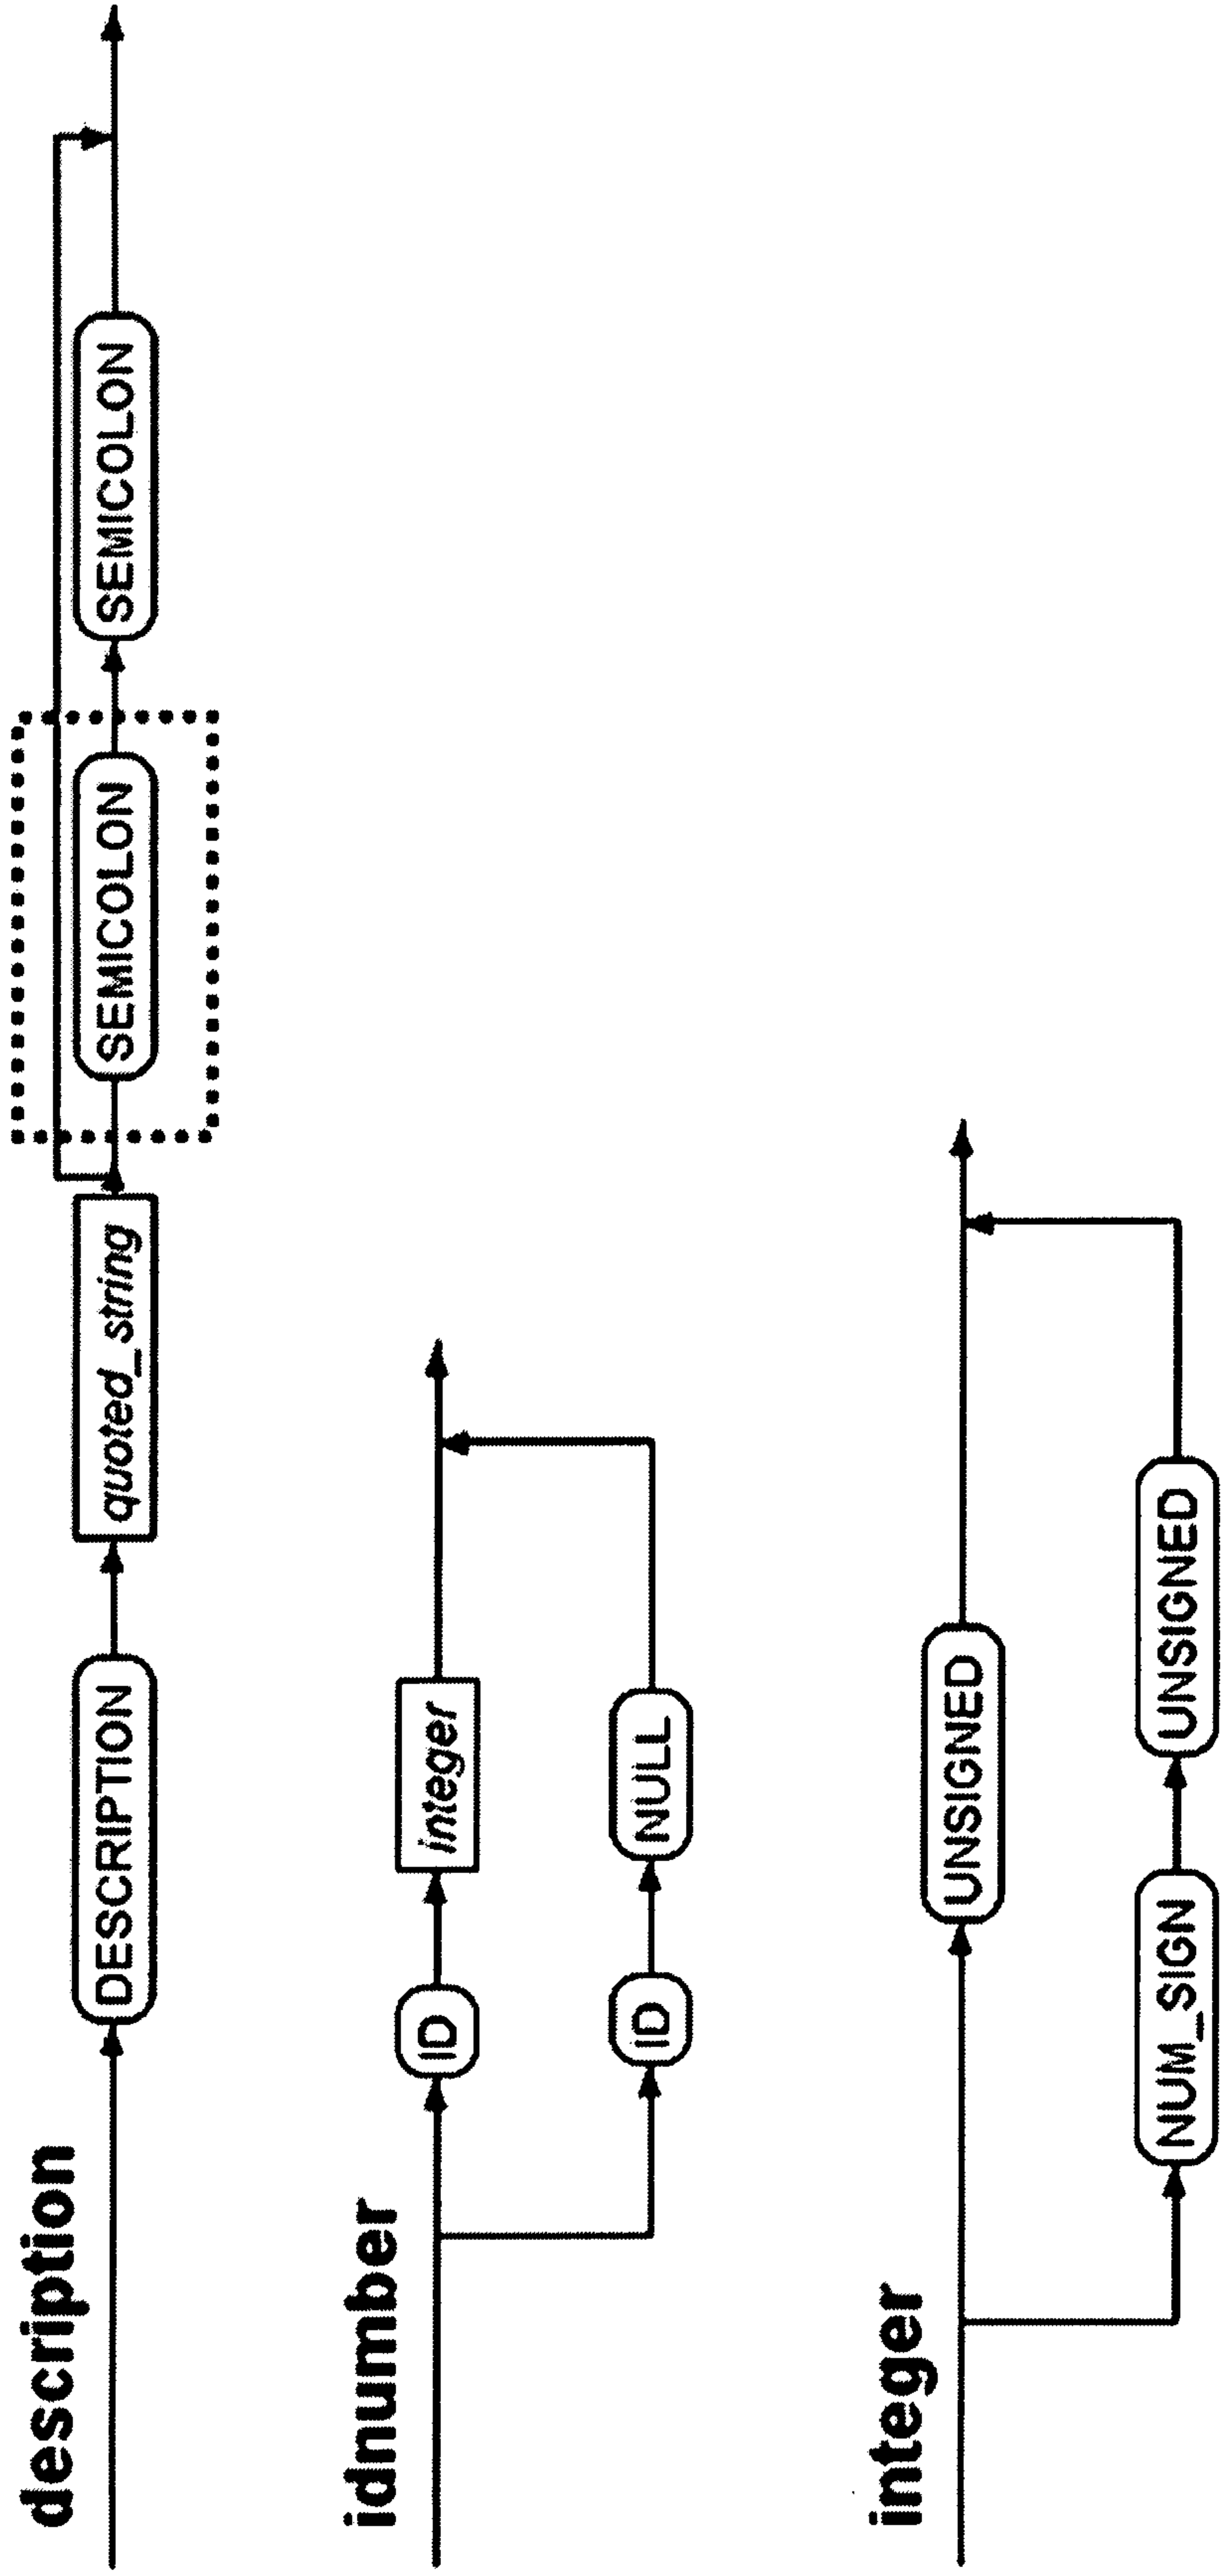 description
DESCRIPTION quoted_string SEMICOLON SEMICOLON
idnumber
ID integer
ID NULL
integer
UNSIGNED
NUM_SIGN UNSIGNED